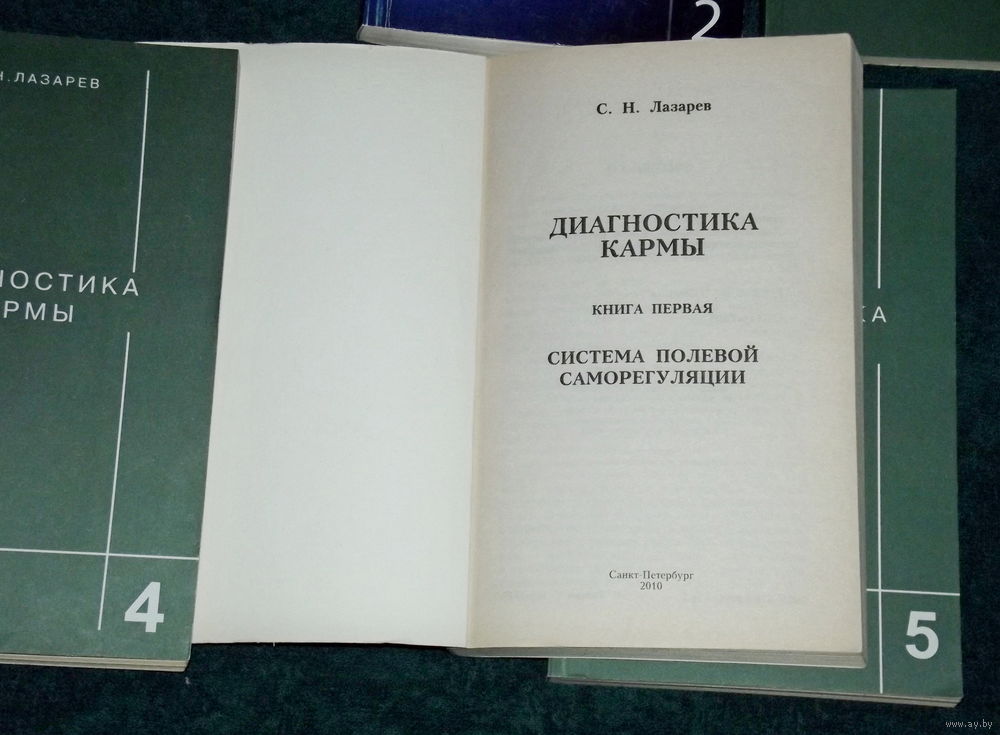 2
Н. ЛАЗАРЕВ
НОСТИКА
РМЫ
4
С. Н. Лазарев
ДИАГНОСТИКА
КАРМЫ
КНИГА ПЕРВАЯ
СИСТЕМА ПОЛЕВОЙ
САМОРЕГУЛЯЦИИ
Санкт-Петербург
2010
КА
5
www.ay.by